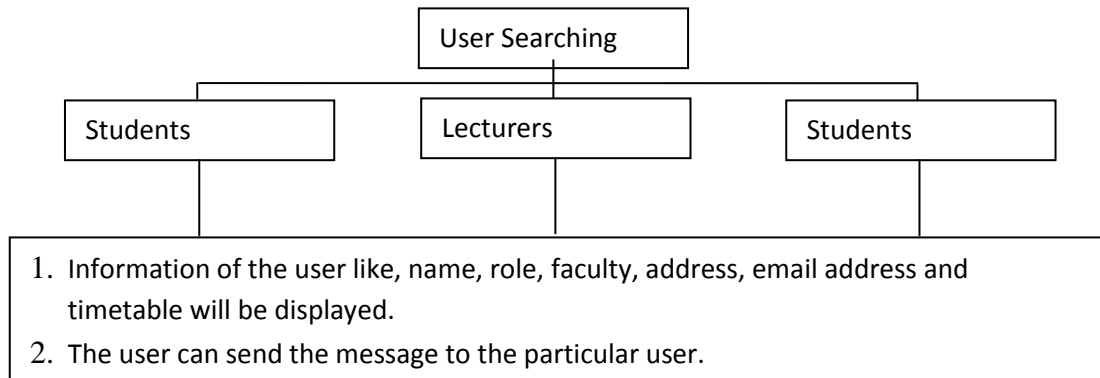 User Searching
Students
Lecturers
Students
1. Information of the user like, name, role, faculty, address, email address and
timetable will be displayed.
2. The user can send the message to the particular user.